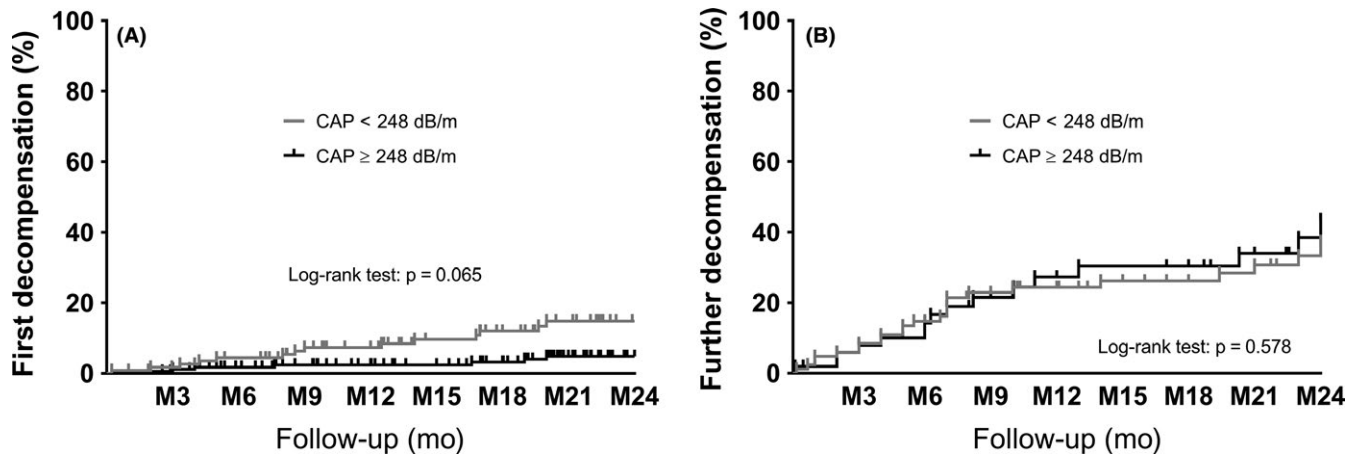 (A)
First decompensation (%)
100
80
60
40
20
0
CAP < 248 dB/m
CAP ≥ 248 dB/m
Log-rank test: p = 0.065
M3 M6 M9 M12 M15 M18 M21 M24
Follow-up (mo)
(B)
Further decompensation (%)
100
80
60
40
20
0
CAP < 248 dB/m
CAP ≥ 248 dB/m
Log-rank test: p = 0.578
M3 M6 M9 M12 M15 M18 M21 M24
Follow-up (mo)